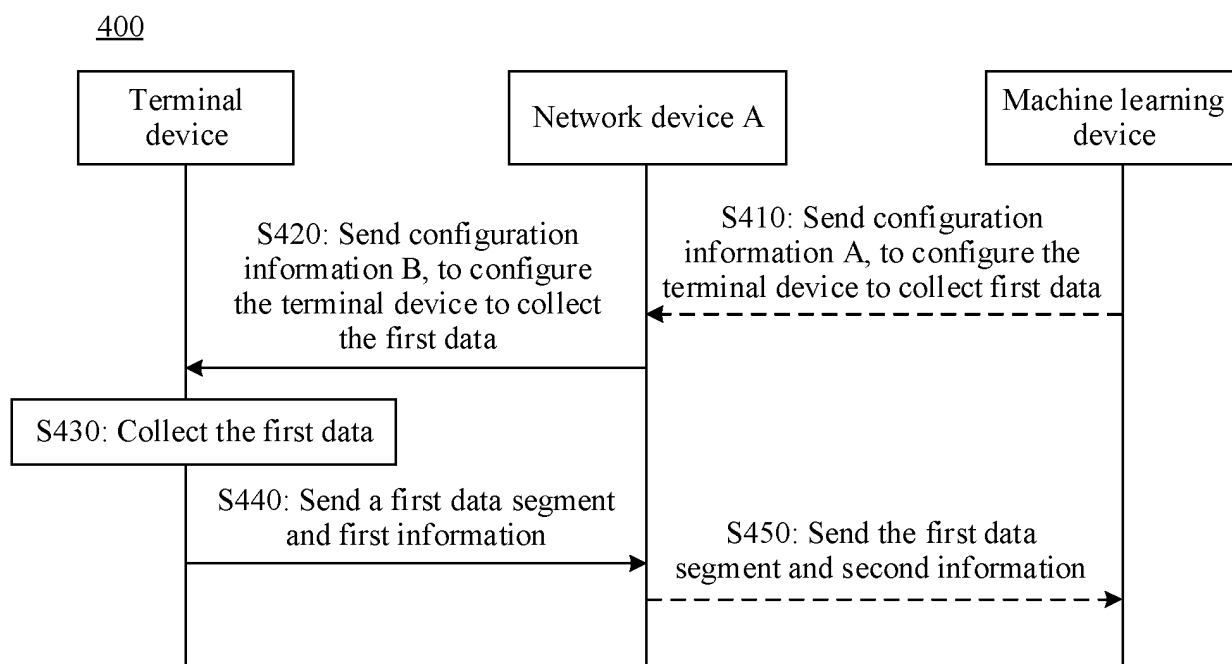 400
Terminal
device
Network device A
Machine learning
device
S410: Send configuration
information A, to configure the
terminal device to collect first data
S420: Send configuration
information B, to configure
the terminal device to collect
the first data
S430: Collect the first data
S440: Send a first data segment
and first information
S450: Send the first data
segment and second information